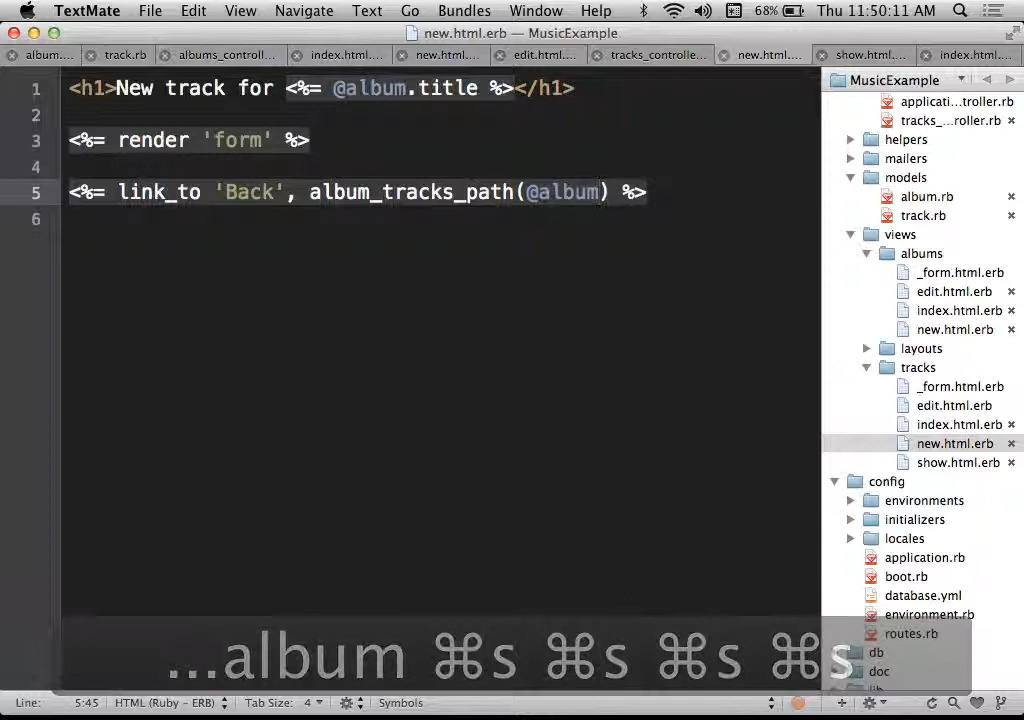 TextMate File Edit View Navigate Text Go Bundles Window Help 68% Thu 11:50:11 AM
new.html.erb — MusicExample
album.... track.rb albums_controll... index.html.... new.html.... edit.html.... tracks_controlle... new.html.... show.html.... index.html....
MusicExample
1 <h1>New track for <%= @album.title %></h1>
2
3 <%= render 'form' %>
4
5 <%= link_to 'Back', album_tracks_path(@album) %>
6
applicati...troller.rb
tracks_...roller.rb
helpers
mailers
models
album.rb
track.rb
views
albums
_form.html.erb
edit.html.erb
index.html.erb
new.html.erb
layouts
tracks
_form.html.erb
edit.html.erb
index.html.erb
new.html.erb
show.html.erb
config
environments
initializers
locales
application.rb
boot.rb
database.yml
environment.rb
routes.rb
db
doc
lib
...album ⌘s ⌘s ⌘s ⌘s
Line: 5:45 HTML (Ruby - ERB) Tab Size: 4 Symbols